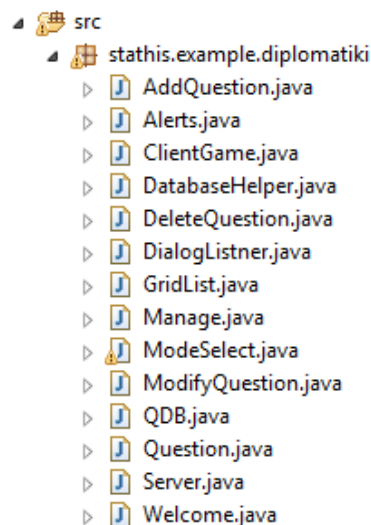 src
stathis.example.diplomatiki
AddQuestion.java
Alerts.java
ClientGame.java
DatabaseHelper.java
DeleteQuestion.java
DialogListner.java
GridList.java
Manage.java
ModeSelect.java
ModifyQuestion.java
QDB.java
Question.java
Server.java
Welcome.java